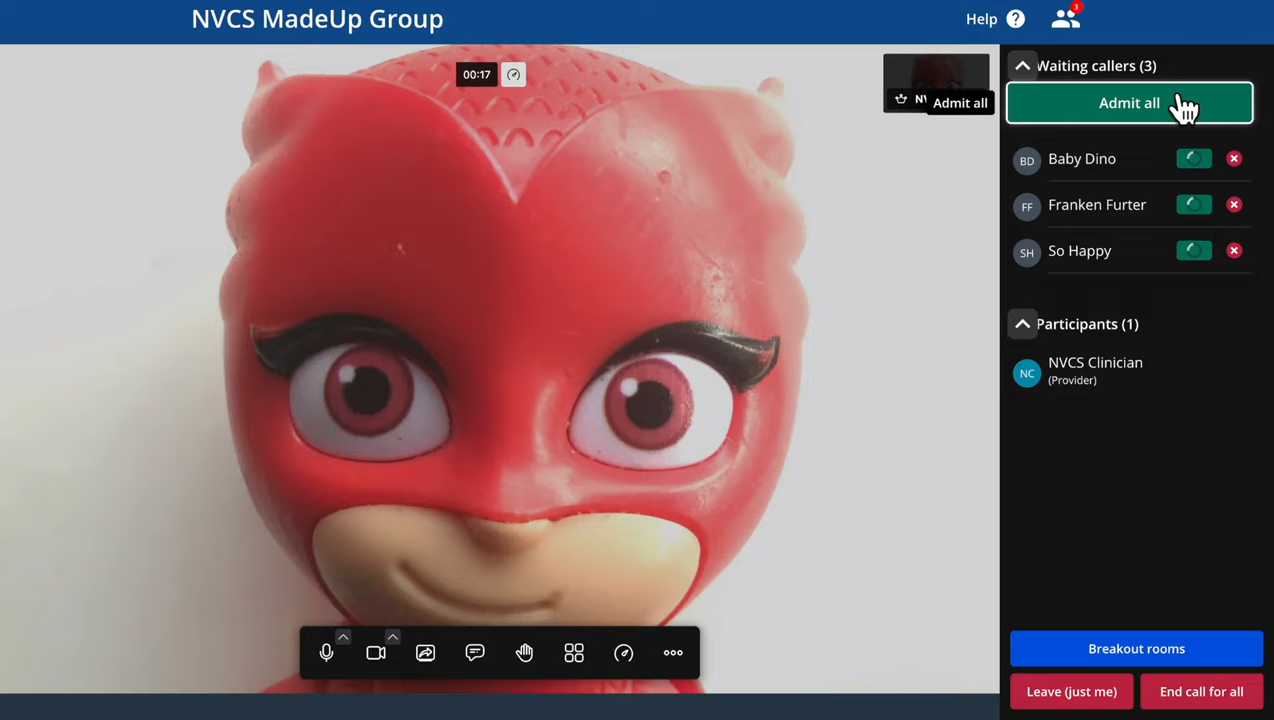 NVCS MadeUp Group
Help ?
3
00:17
NV
Admit all
Waiting callers (3)
Admit all
BD Baby Dino
FF Franken Furter
SH So Happy
Participants (1)
NC NVCS Clinician
(Provider)
Breakout rooms
Leave (just me)
End call for all